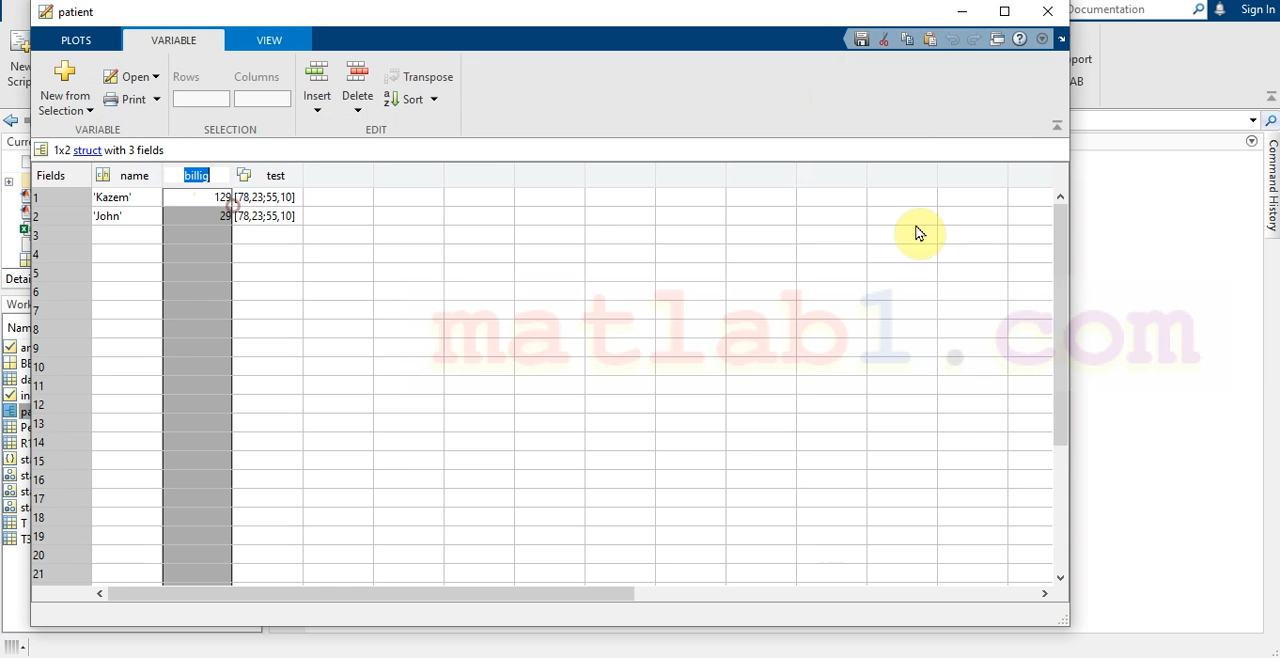 patient
Documentation
Sign In
PLOTS
VARIABLE
VIEW
New
Open
Rows
Columns
Transpose
New from
Selection
Print
Insert
Delete
Sort
port
AB
VARIABLE
SELECTION
EDIT
1x2 struct with 3 fields
Fields
name
billig
test
1
'Kazem'
129
[78,23;55,10]
2
'John'
29
[78,23;55,10]
3
4
5
6
7
8
9
10
11
12
13
14
15
16
17
18
19
20
21
Command History
matlab1.com